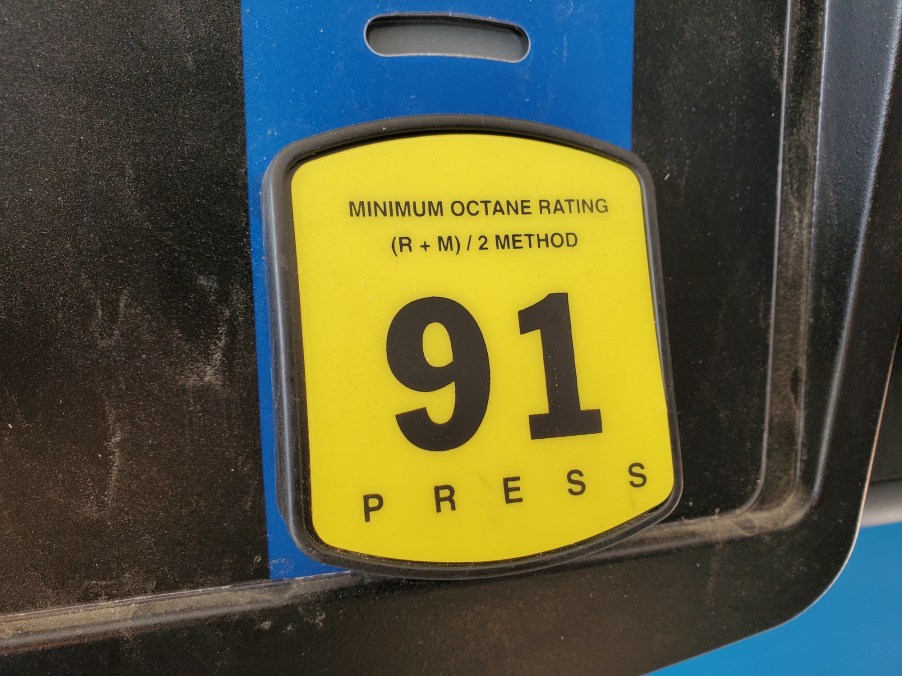 MINIMUM OCTANE RATING
(R + M) / 2 METHOD
91
PRESS